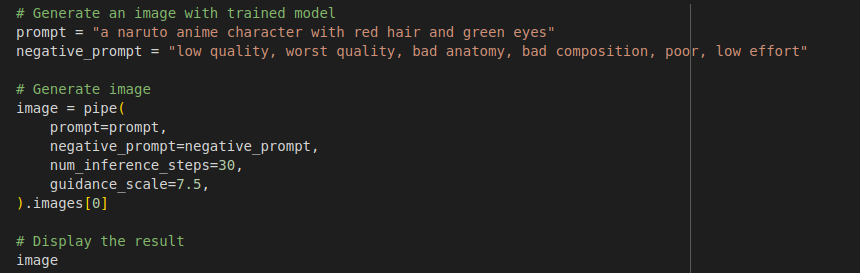 # Generate an image with trained model
prompt = "a naruto anime character with red hair and green eyes"
negative_prompt = "low quality, worst quality, bad anatomy, bad composition, poor, low effort"

# Generate image
image = pipe(
    prompt=prompt,
    negative_prompt=negative_prompt,
    num_inference_steps=30,
    guidance_scale=7.5,
).images[0]

# Display the result
image